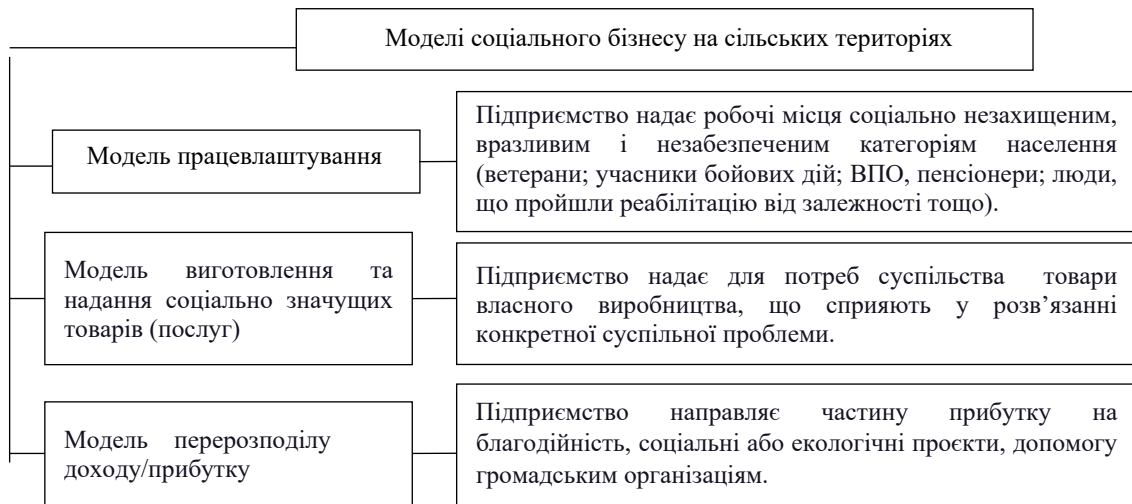 Моделі соціального бізнесу на сільських територіях
Модель працевлаштування
Підприємство надає робочі місця соціально незахищеним,
вразливим і незабезпеченим категоріям населення
(ветерани; учасники бойових дій; ВПО, пенсіонери; люди,
що пройшли реабілітацію від залежності тощо).
Модель виготовлення та
надання соціально значущих
товарів (послуг)
Підприємство надає для потреб суспільства товари
власного виробництва, що сприяють у розв’язанні
конкретної суспільної проблеми.
Модель перерозподілу
доходу/прибутку
Підприємство направляє частину прибутку на
благодійність, соціальні або екологічні проєкти, допомогу
громадським організаціям.